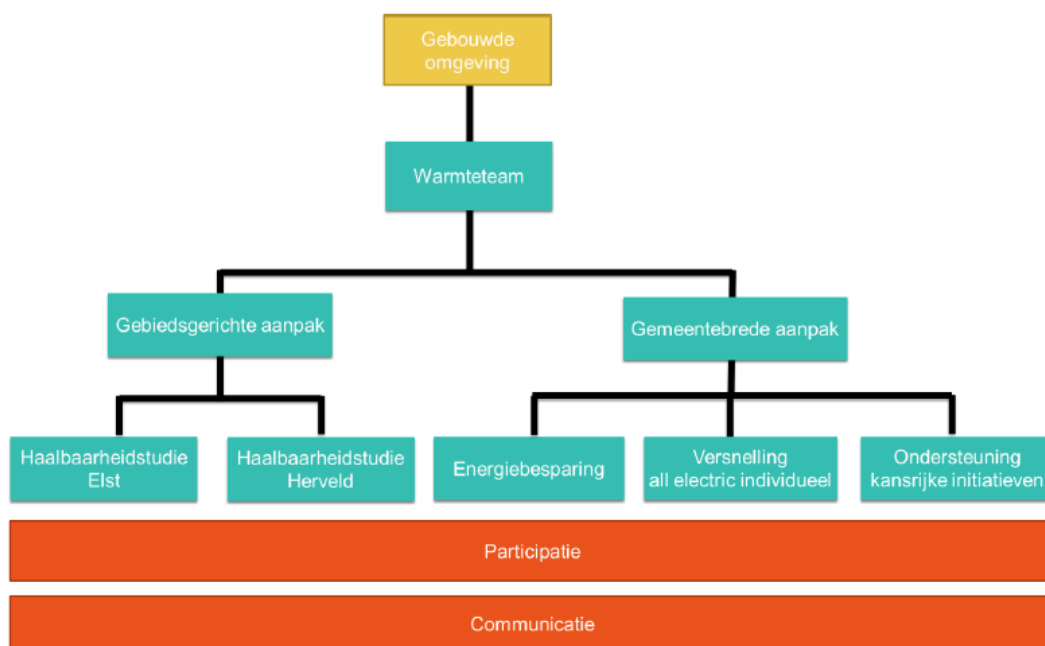 Gebouwde
omgeving
Warmteteam
Gebiedsgerichte aanpak
Gemeentebrede aanpak
Haalbaarheidstudie
Elst
Haalbaarheidstudie
Herveld
Energiebesparing
Versnelling
all electric individueel
Ondersteuning
kansrijke initiatieven
Participatie
Communicatie